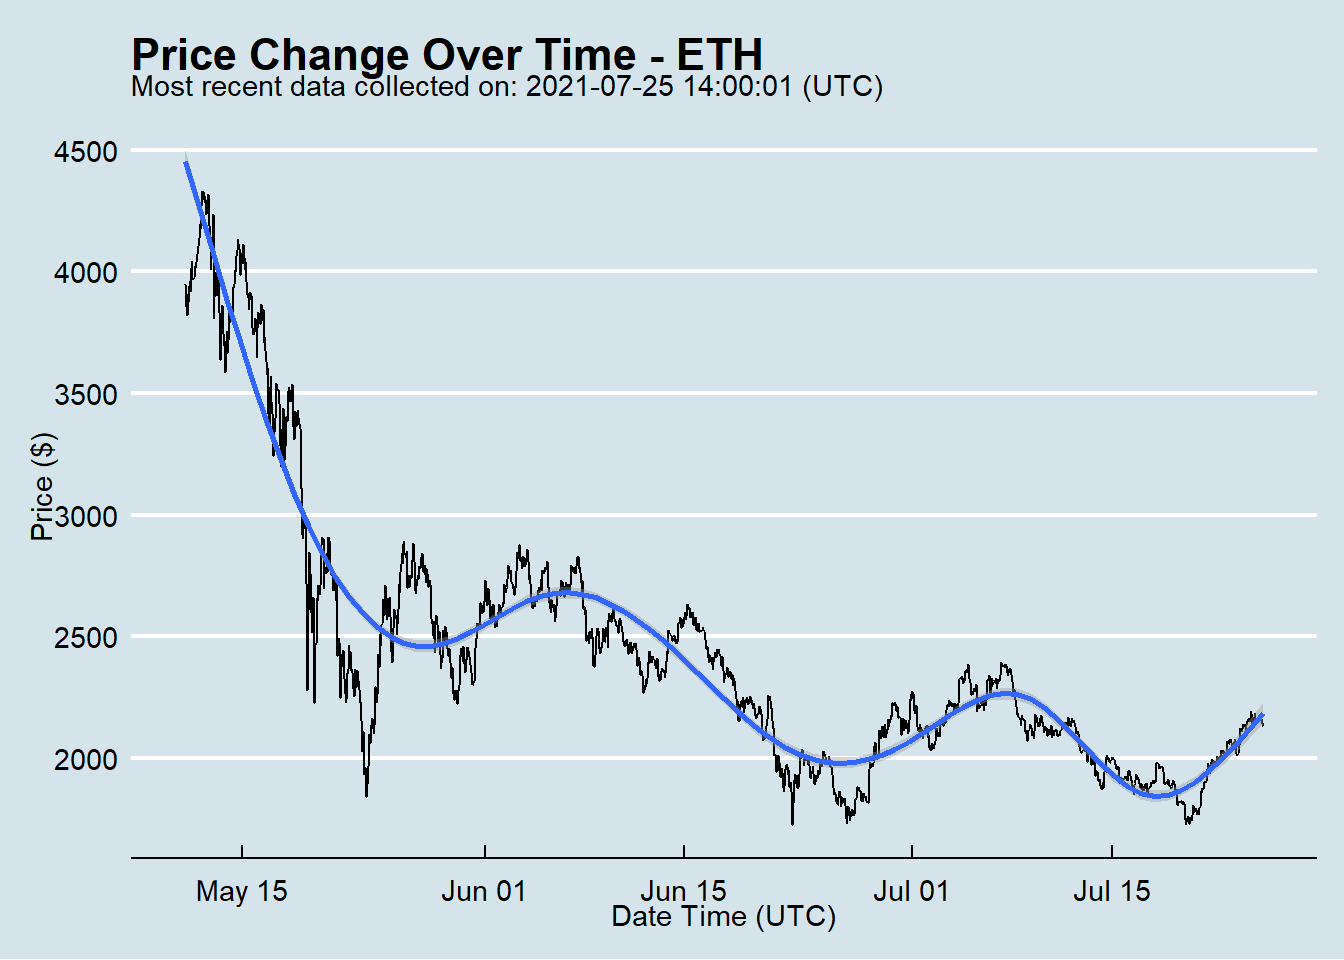 Price Change Over Time - ETH
Most recent data collected on: 2021-07-25 14:00:01 (UTC)
4500
4000
3500
3000
2500
2000
Price ($)
May 15
Jun 01
Jun 15
Jul 01
Jul 15
Date Time (UTC)